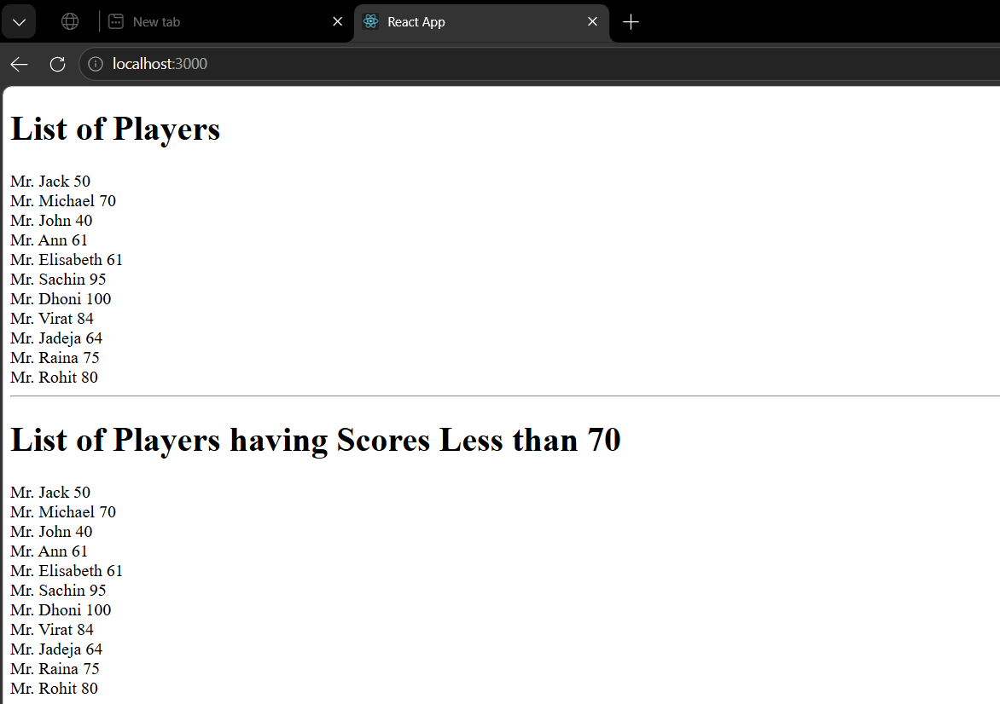 New tab
React App
localhost:3000
List of Players
Mr. Jack 50
Mr. Michael 70
Mr. John 40
Mr. Ann 61
Mr. Elisabeth 61
Mr. Sachin 95
Mr. Dhoni 100
Mr. Virat 84
Mr. Jadeja 64
Mr. Raina 75
Mr. Rohit 80
List of Players having Scores Less than 70
Mr. Jack 50
Mr. Michael 70
Mr. John 40
Mr. Ann 61
Mr. Elisabeth 61
Mr. Sachin 95
Mr. Dhoni 100
Mr. Virat 84
Mr. Jadeja 64
Mr. Raina 75
Mr. Rohit 80